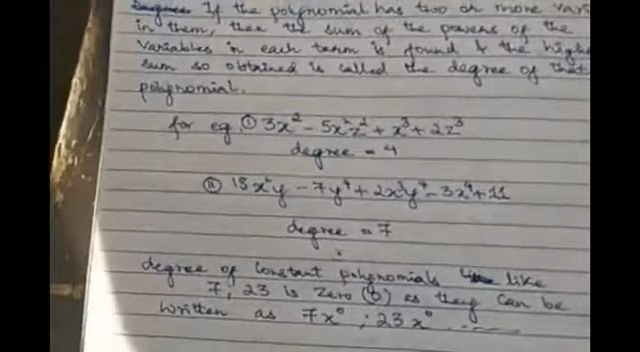 Degree: If the polynomial has two or more vari
in them, then the sum of the powers of the
variables in each term is found & the highe
sum so obtained is called the degree of that
polynomial.
for eg. ① 3x² - 5x²z² + x³ + 2z³
degree = 4
② 18x²y - 7y⁴ + 2x³y⁴ - 3x⁴ + 11
degree = 7
degree of constant polynomials like
7, 23 is zero (0) as they can be
written as 7x⁰ ; 23x⁰ ......